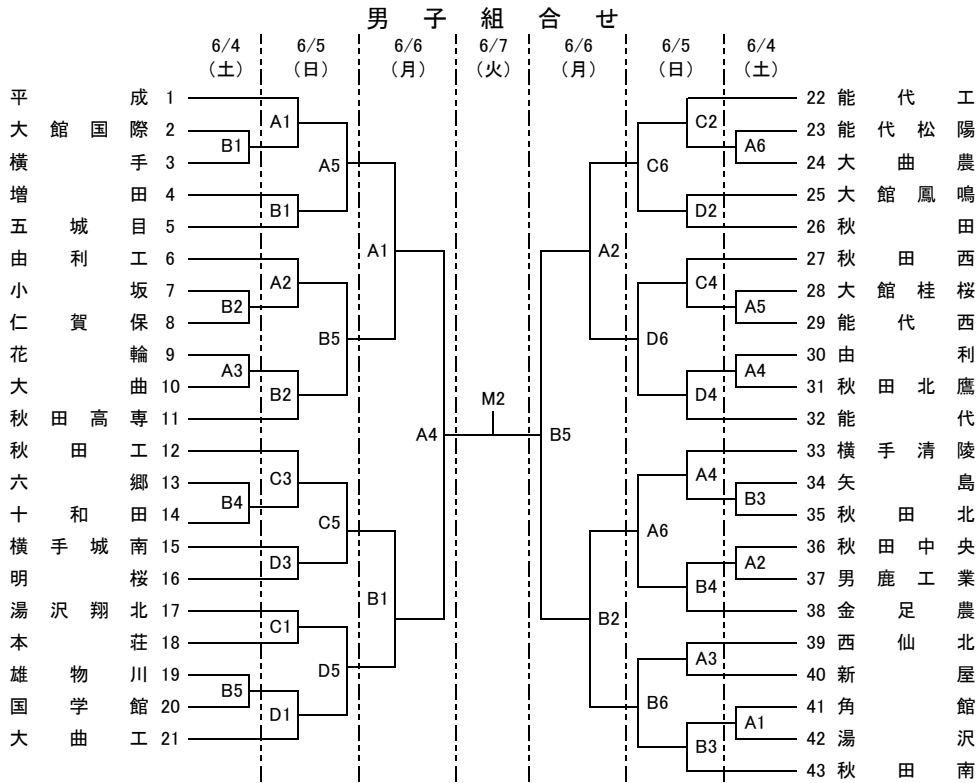 男子組合せ
6/4 6/5 6/6 6/7 6/6 6/5 6/4
(土) (日) (月) (火) (月) (日) (土)
平成 1
大館国際 2
横手 3
増田 4
五城目 5
由利工 6
小坂 7
仁賀保 8
花輪 9
大曲 10
秋田高専 11
秋田工 12
六郷 13
十和田 14
横手城南 15
明桜 16
湯沢翔北 17
本荘 18
雄物川 19
国学館 20
大曲工 21
B1
B2
A3
B4
B5
A1
B1
A2
B2
C3
D3
C1
D1
A5
B5
C5
D5
A1
B1
A4
M2
B5
A2
B2
C6
D6
A6
B6
C2
D2
C4
D4
A4
B4
A3
B3
A6
A5
A4
B3
A2
A1
22 能代工
23 能代松陽
24 大曲農
25 大館鳳鳴
26 秋田
27 秋田西
28 大館桂桜
29 能代西
30 由利
31 秋田北鷹
32 能代
33 横手清陵
34 矢島
35 秋田北
36 秋田中央
37 男鹿工業
38 金足農
39 西仙北
40 新屋
41 角館
42 湯沢
43 秋田南